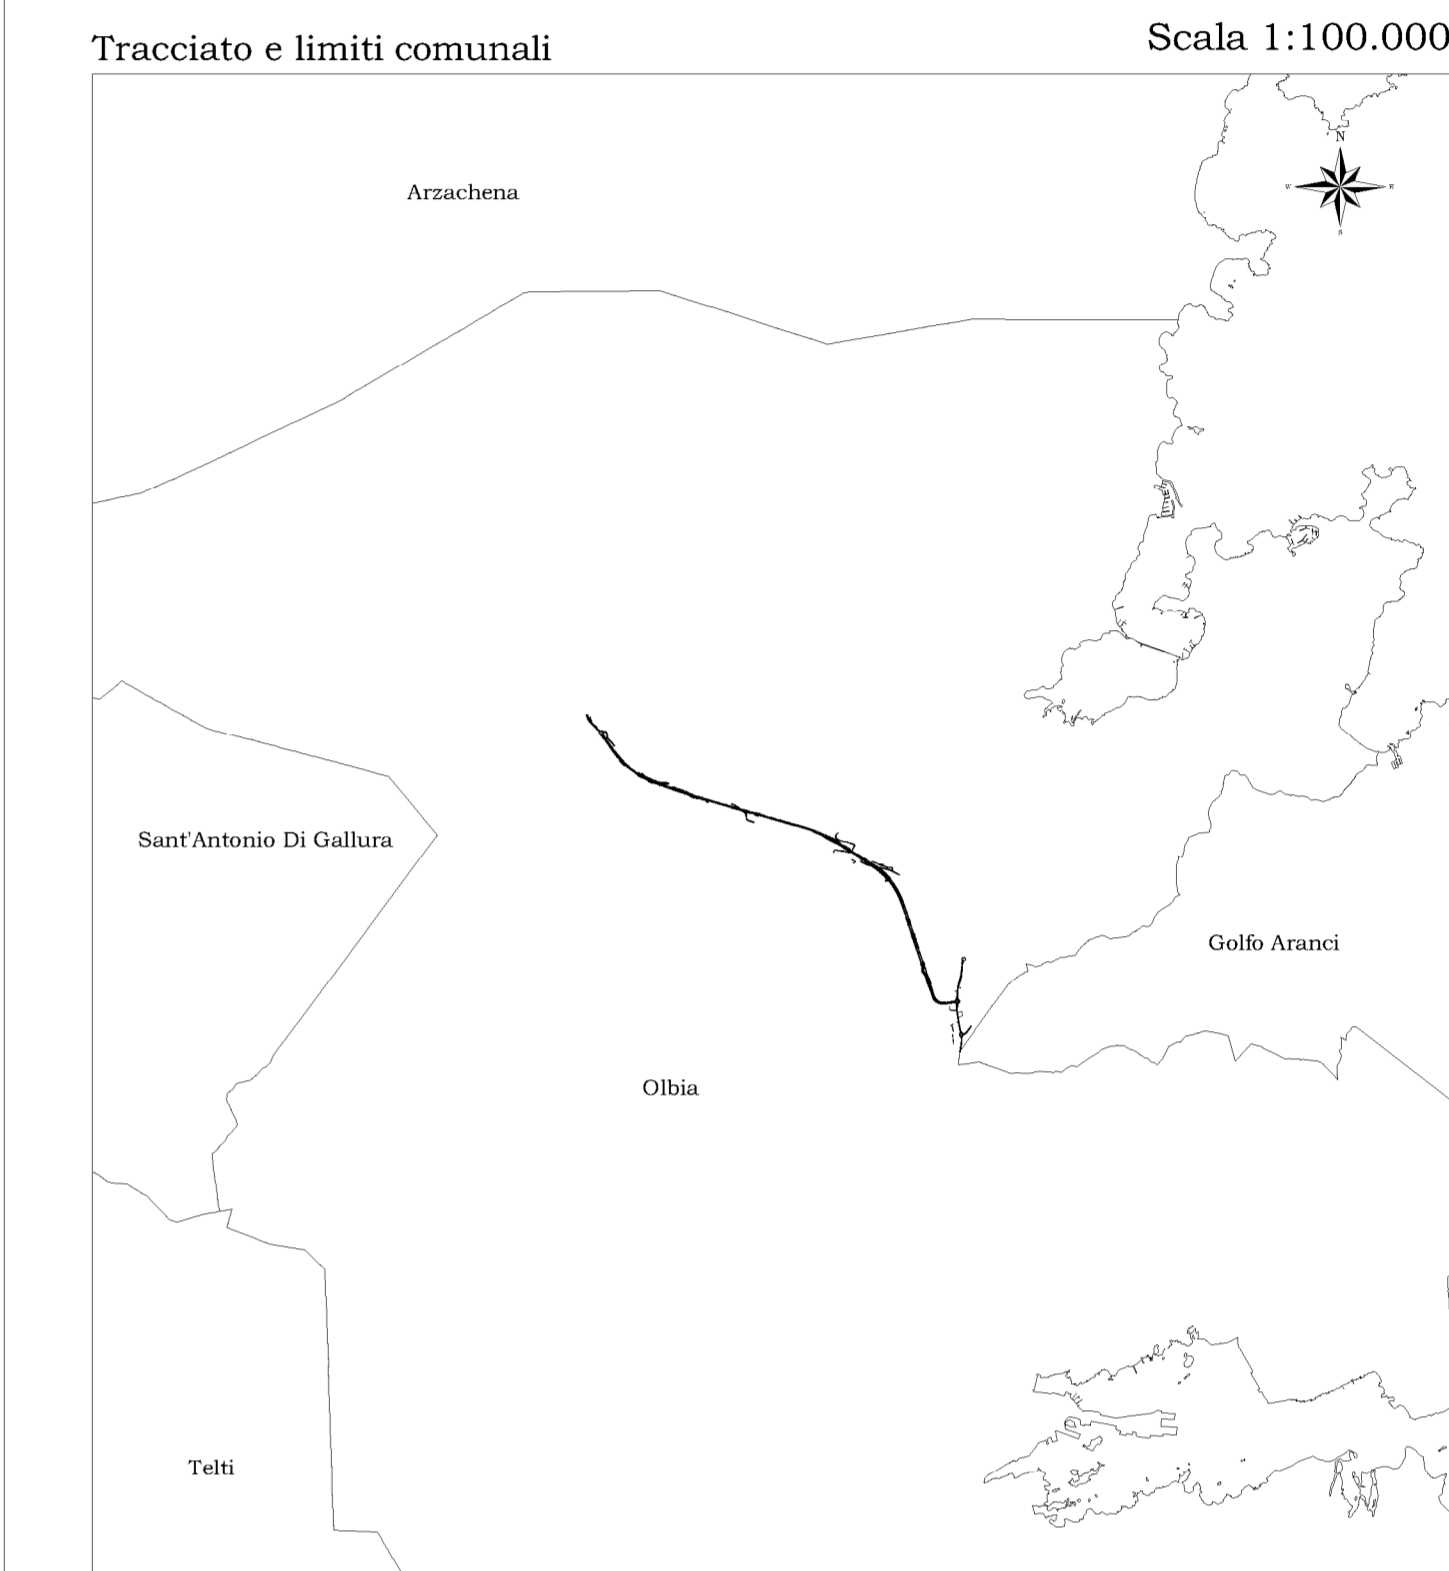 Tracciato e limiti comunali
Scala 1:100.000
Arzachena
N
W
E
S
Sant'Antonio Di Gallura
Golfo Aranci
Olbia
Telti